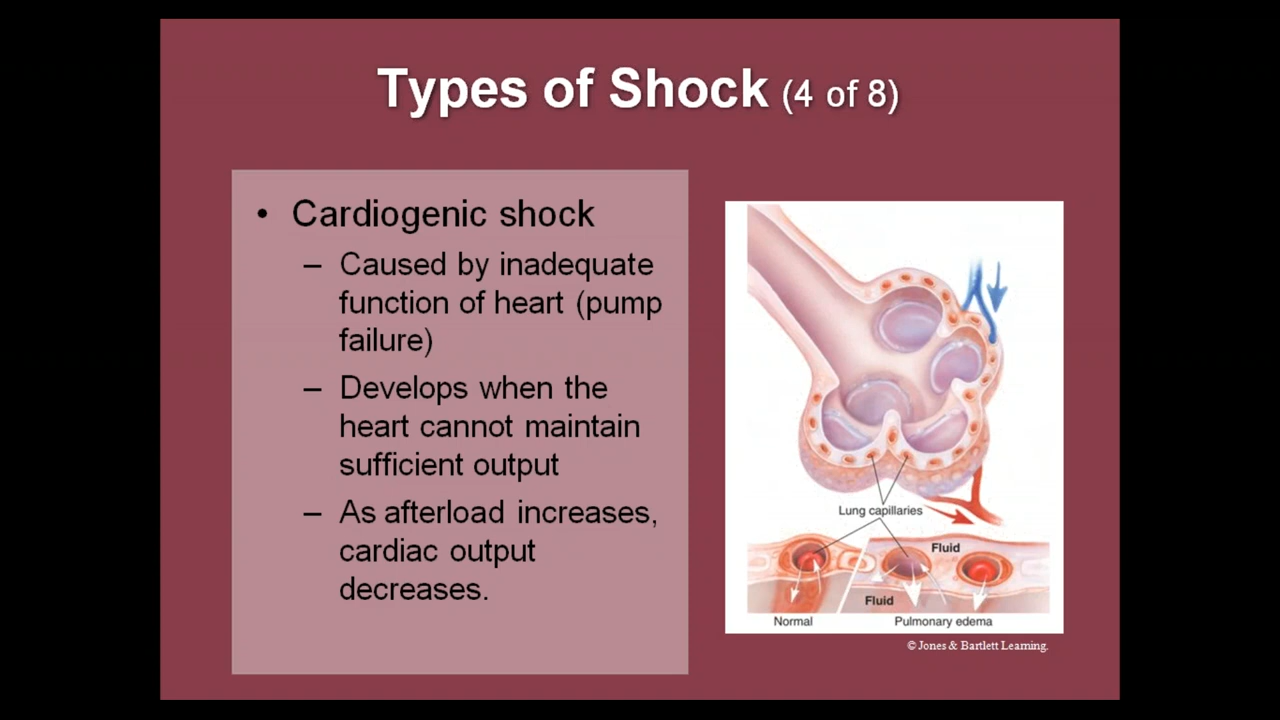 Types of Shock (4 of 8)
• Cardiogenic shock
– Caused by inadequate
function of heart (pump
failure)
– Develops when the
heart cannot maintain
sufficient output
– As afterload increases,
cardiac output
decreases.
Lung capillaries
Fluid
Fluid
Normal
Pulmonary edema
© Jones & Bartlett Learning.